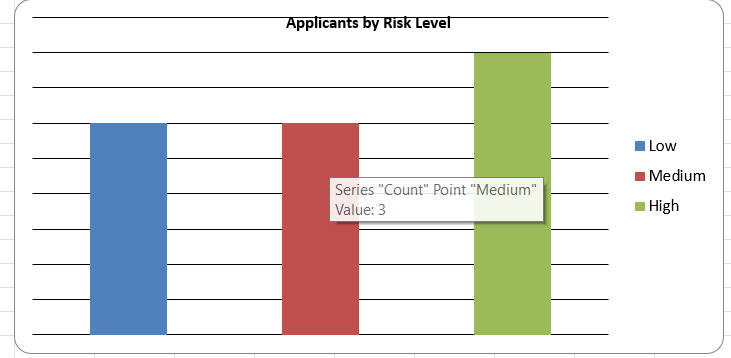 Applicants by Risk Level
Low
Medium
High
Series "Count" Point "Medium"
Value: 3